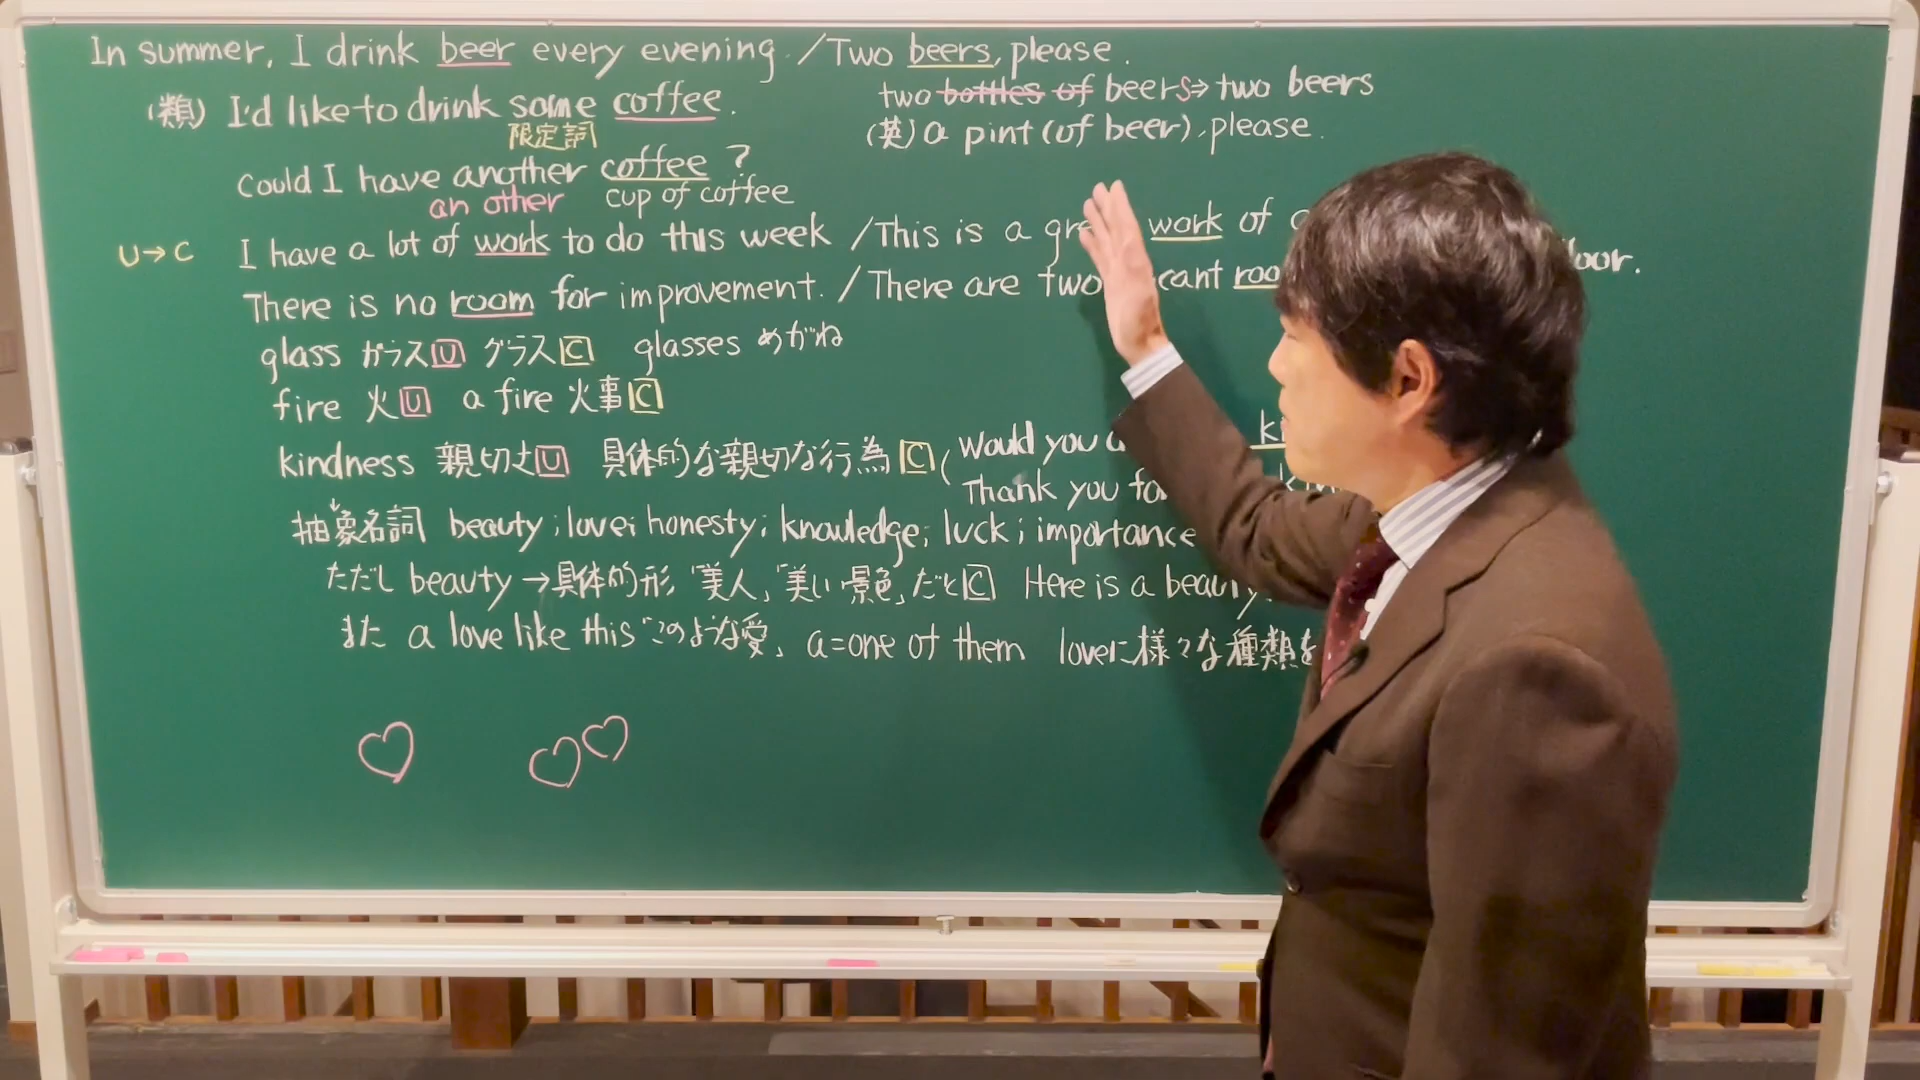 In summer, I drink beer every evening. / Two beers, please.
two bottles of beers⇒ two beers
(類) I'd like to drink some coffee.
限定詞
(英) a pint (of beer), please.
Could I have another coffee?
an other cup of coffee
U→C I have a lot of work to do this week / This is a work of
There is no room for improvement. / There are two
glass ガラスU グラスC glasses めがね
fire 火U a fire 火事C
kindness 親切さU 具体的な親切な行為C (Would you
Thank you
抽象名詞 beauty; love; honesty; knowledge; luck; importance
ただし beauty →具体的形「美人」「美しい景色」だとC Here is a beauty.
また a love like this「このような愛」 a=one of them loveに様々な種類を